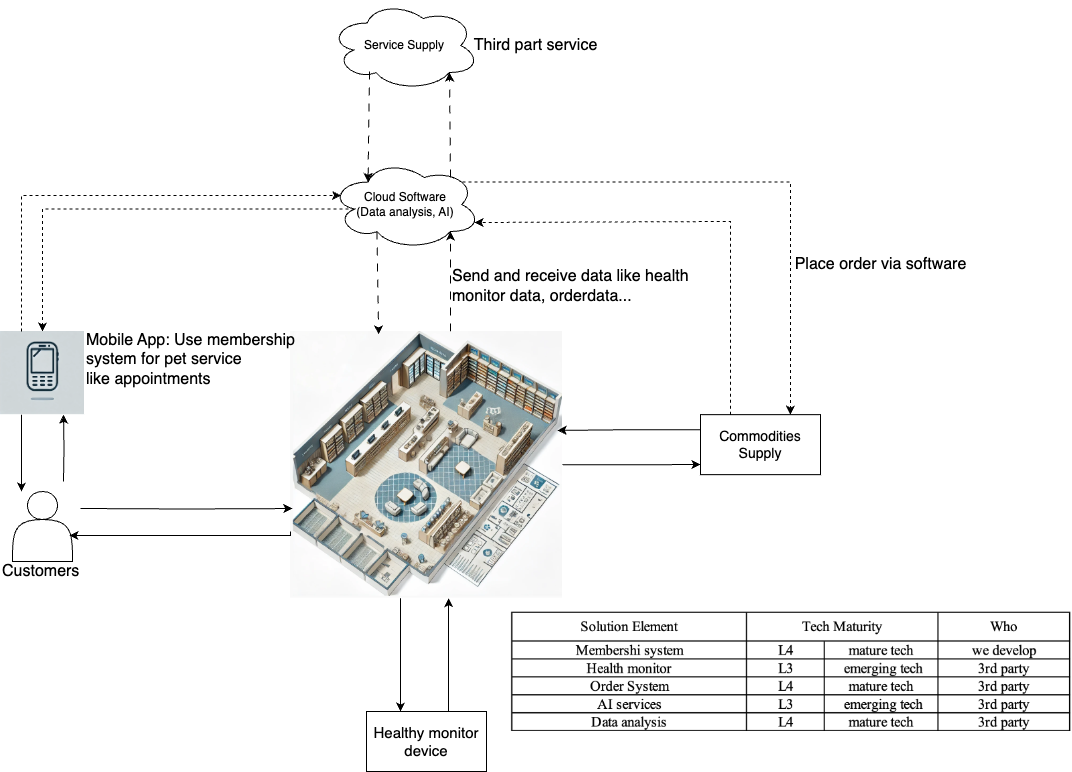 Service Supply
Third part service
Cloud Software
(Data analysis, AI)
Send and receive data like health
monitor data, orderdata...
Place order via software
Mobile App: Use membership
system for pet service
like appointments
Commodities
Supply
Customers
Healthy monitor
device
Solution Element Tech Maturity Who
Membershi system L4 mature tech we develop
Health monitor L3 emerging tech 3rd party
Order System L4 mature tech 3rd party
AI services L3 emerging tech 3rd party
Data analysis L4 mature tech 3rd party